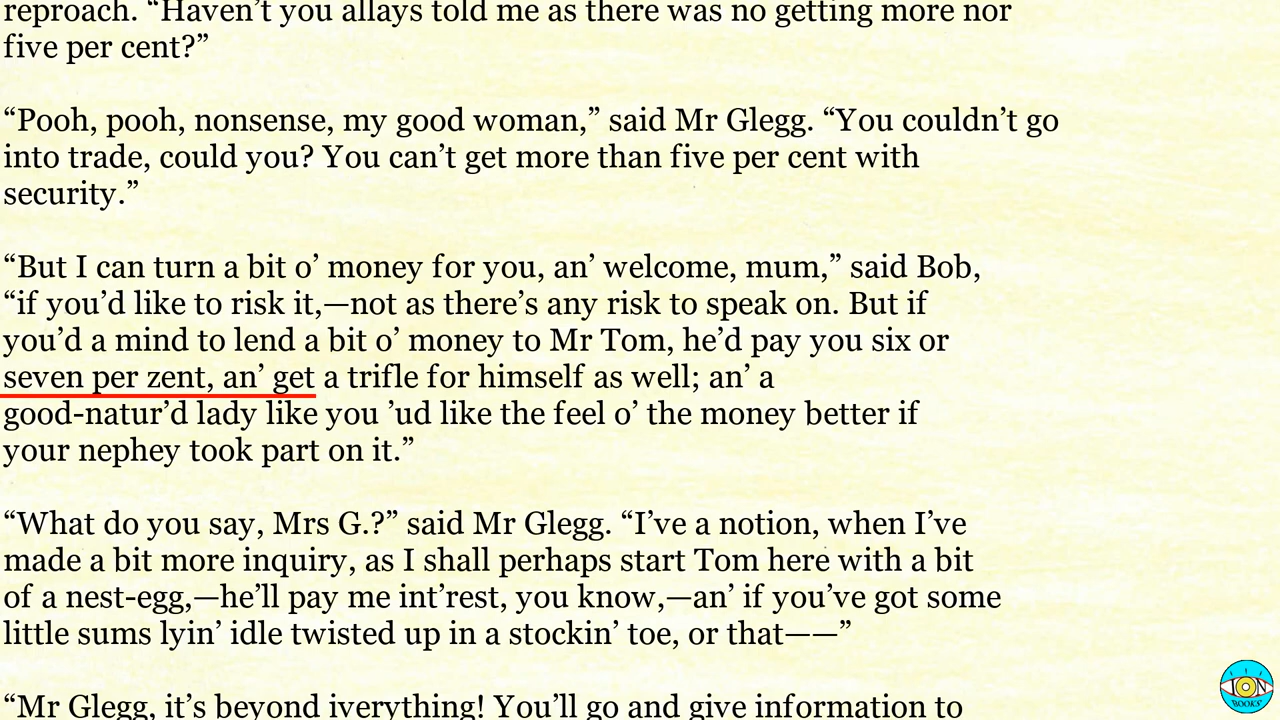 reproach. “Haven’t you allays told me as there was no getting more nor
five per cent?”
“Pooh, pooh, nonsense, my good woman,” said Mr Glegg. “You couldn’t go
into trade, could you? You can’t get more than five per cent with
security.”
“But I can turn a bit o’ money for you, an’ welcome, mum,” said Bob,
“if you’d like to risk it,—not as there’s any risk to speak on. But if
you’d a mind to lend a bit o’ money to Mr Tom, he’d pay you six or
seven per zent, an’ get a trifle for himself as well; an’ a
good-natur’d lady like you ’ud like the feel o’ the money better if
your nephey took part on it.”
“What do you say, Mrs G.?” said Mr Glegg. “I’ve a notion, when I’ve
made a bit more inquiry, as I shall perhaps start Tom here with a bit
of a nest-egg,—he’ll pay me int’rest, you know,—an’ if you’ve got some
little sums lyin’ idle twisted up in a stockin’ toe, or that——”
“Mr Glegg, it’s beyond iverything! You’ll go and give information to
ION
BOOKS